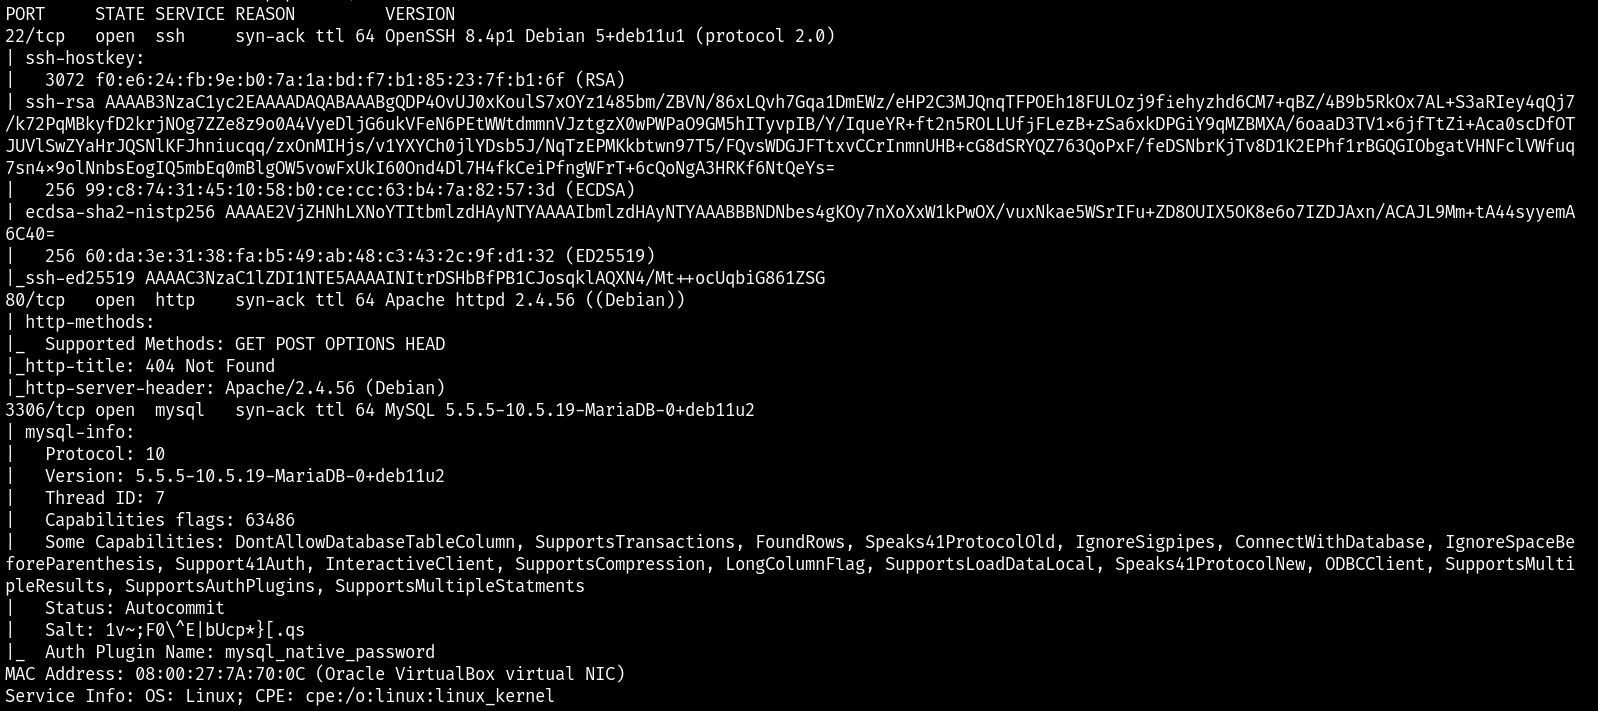 PORT     STATE SERVICE REASON         VERSION
22/tcp   open  ssh     syn-ack ttl 64 OpenSSH 8.4p1 Debian 5+deb11u1 (protocol 2.0)
| ssh-hostkey:
|   3072 f0:e6:24:fb:9e:b0:7a:1a:bd:f7:b1:85:23:7f:b1:6f (RSA)
| ssh-rsa AAAAB3NzaC1yc2EAAAADAQABAAABgQDP4OvUJ0xKoulS7xOYz1485bm/ZBVN/86xLQvh7Gqa1DmEWz/eHP2C3MJQnqTFPOEh18FULOzj9fiehyzhd6CM7+qBZ/4B9b5RkOx7AL+S3aRIey4qQj7
/k72PqMBkyfD2krjNOg7ZZe8z9o0A4VyeDljG6ukVFeN6PEtWWtdmmnVJztgzX0wPWPaO9GM5hITyvpIB/Y/IqueYR+ft2n5ROLLUfjFLezB+zSa6xkDPGiY9qMZBMXA/6oaaD3TV1×6jfTtZi+Aca0scDfOT
JUVlSwZYaHrJQSNlKFJhniucqq/zxOnMIHjs/v1YXYCh0jlYDsb5J/NqTzEPMKkbtwn97T5/FQvsWDGJFTtxvCCrInmnUHB+cG8dSRYQZ763QoPxF/feDSNbrKjTv8D1K2EPhf1rBGQGIObgatVHNFclVWfuq
7sn4×9olNnbsEogIQ5mbEq0mBlgOW5vowFxUkI60Ond4Dl7H4fkCeiPfngWFrT+6cQoNgA3HRKf6NtQeYs=
|   256 99:c8:74:31:45:10:58:b0:ce:cc:63:b4:7a:82:57:3d (ECDSA)
| ecdsa-sha2-nistp256 AAAAE2VjZHNhLXNoYTItbmlzdHAyNTYAAAAIbmlzdHAyNTYAAABBBNDNbes4gKOy7nXoXxW1kPwOX/vuxNkae5WSrIFu+ZD8OUIX5OK8e6o7IZDJAxn/ACAJL9Mm+tA44syyemA
6C40=
|   256 60:da:3e:31:38:fa:b5:49:ab:48:c3:43:2c:9f:d1:32 (ED25519)
|_ssh-ed25519 AAAAC3NzaC1lZDI1NTE5AAAAINItrDSHbBfPB1CJosqklAQXN4/Mt++ocUqbiG861ZSG
80/tcp   open  http    syn-ack ttl 64 Apache httpd 2.4.56 ((Debian))
| http-methods:
|_  Supported Methods: GET POST OPTIONS HEAD
|_http-title: 404 Not Found
|_http-server-header: Apache/2.4.56 (Debian)
3306/tcp open  mysql   syn-ack ttl 64 MySQL 5.5.5-10.5.19-MariaDB-0+deb11u2
| mysql-info:
|   Protocol: 10
|   Version: 5.5.5-10.5.19-MariaDB-0+deb11u2
|   Thread ID: 7
|   Capabilities flags: 63486
|   Some Capabilities: DontAllowDatabaseTableColumn, SupportsTransactions, FoundRows, Speaks41ProtocolOld, IgnoreSigpipes, ConnectWithDatabase, IgnoreSpaceBe
foreParenthesis, Support41Auth, InteractiveClient, SupportsCompression, LongColumnFlag, SupportsLoadDataLocal, Speaks41ProtocolNew, ODBCClient, SupportsMulti
pleResults, SupportsAuthPlugins, SupportsMultipleStatments
|   Status: Autocommit
|   Salt: 1v~;F0\^E|bUcp*}[.qs
|_  Auth Plugin Name: mysql_native_password
MAC Address: 08:00:27:7A:70:0C (Oracle VirtualBox virtual NIC)
Service Info: OS: Linux; CPE: cpe:/o:linux:linux_kernel